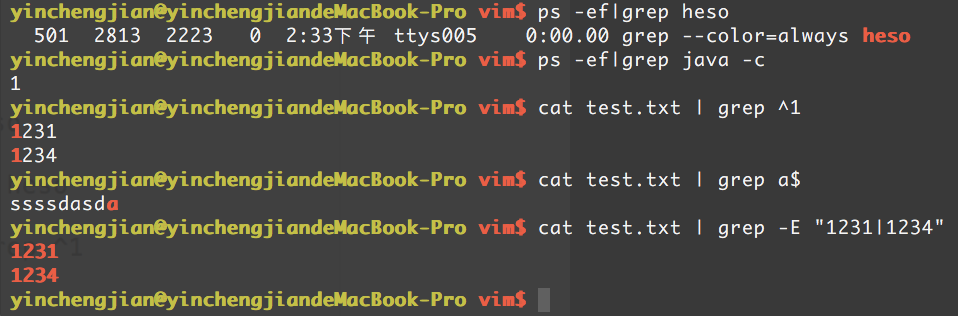 yinchengjian@yinchengjiandeMacBook-Pro vim$ ps -ef|grep heso
  501  2813  2223   0  2:33下午 ttys005    0:00.00 grep --color=always heso
yinchengjian@yinchengjiandeMacBook-Pro vim$ ps -ef|grep java -c
1
yinchengjian@yinchengjiandeMacBook-Pro vim$ cat test.txt | grep ^1
1231
1234
yinchengjian@yinchengjiandeMacBook-Pro vim$ cat test.txt | grep a$
ssssdasda
yinchengjian@yinchengjiandeMacBook-Pro vim$ cat test.txt | grep -E "1231|1234"
1231
1234
yinchengjian@yinchengjiandeMacBook-Pro vim$